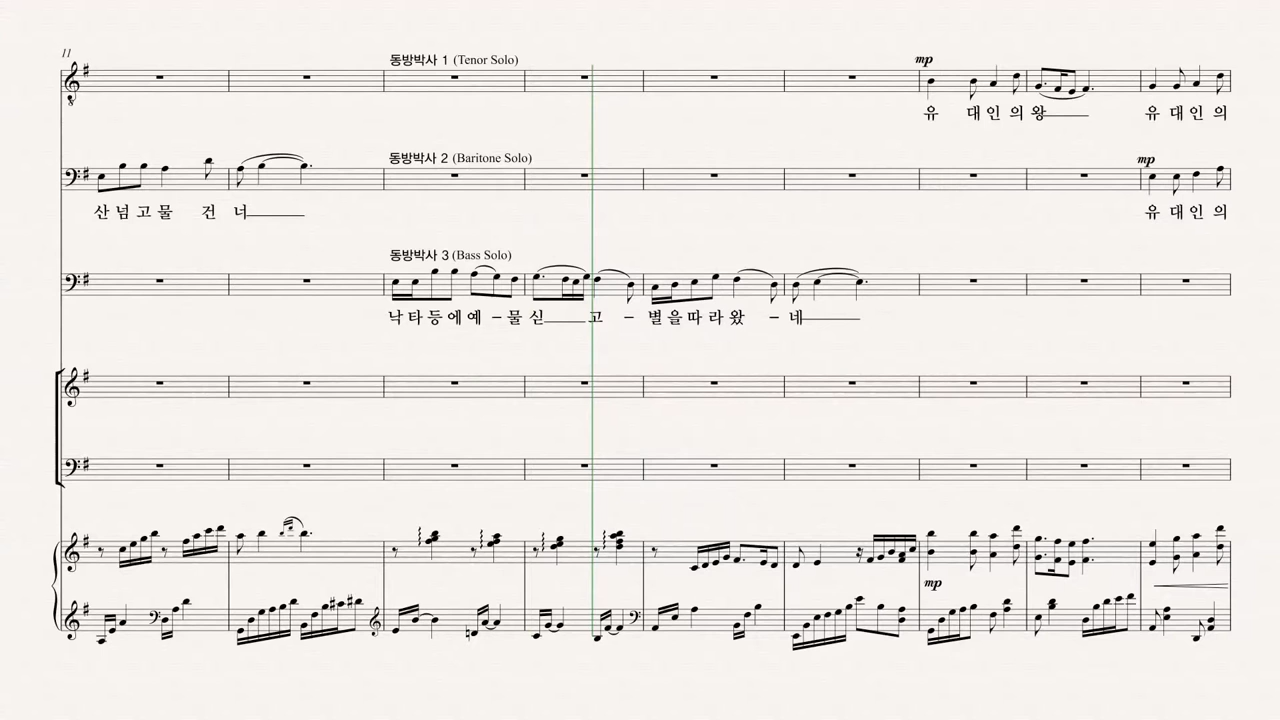 11
동방박사 1 (Tenor Solo)
mp
유 대 인 의 왕 유 대 인 의
동방박사 2 (Baritone Solo)
mp
산 넘 고 물 건 너 유 대 인 의
동방박사 3 (Bass Solo)
낙 타 등 에 예 - 물 싣 고 - 별 을 따 라 왔 - 네
mp